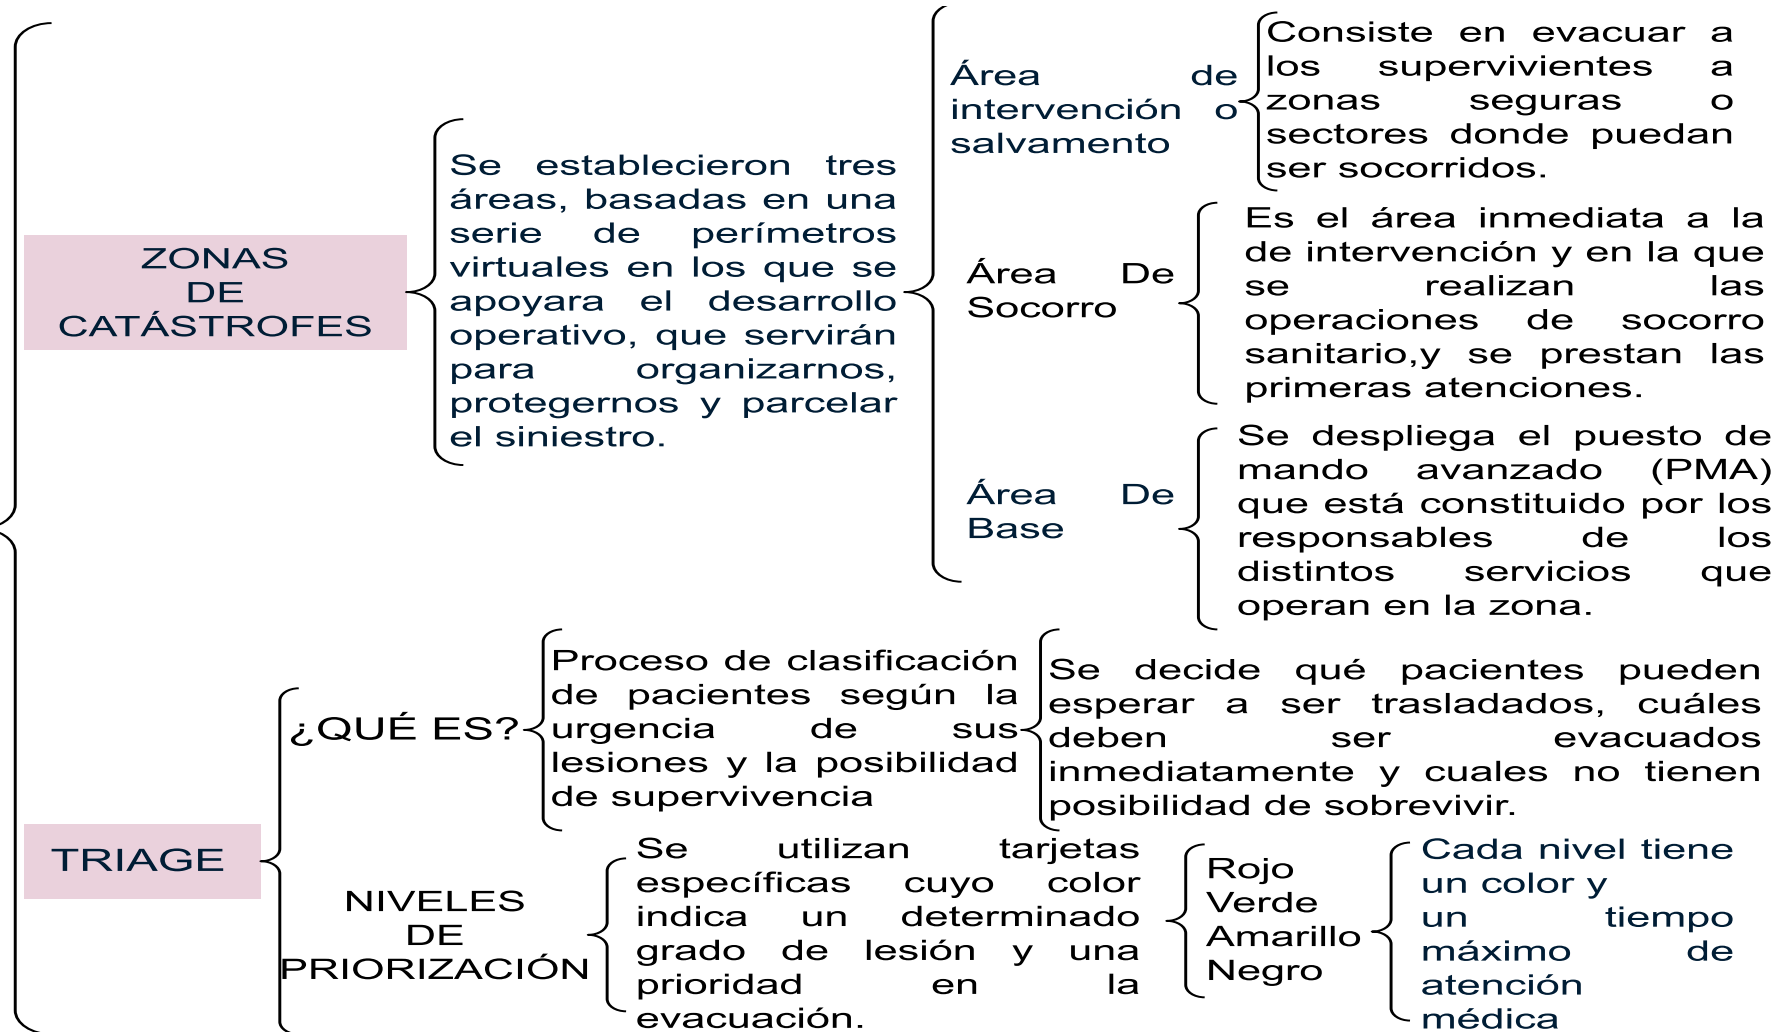 ZONAS
DE
CATÁSTROFES
Se establecieron tres
áreas, basadas en una
serie de perímetros
virtuales en los que se
apoyara el desarrollo
operativo, que servirán
para organizarnos,
protegernos y parcelar
el siniestro.
Área de
intervención o
salvamento
Consiste en evacuar a
los supervivientes a
zonas seguras o
sectores donde puedan
ser socorridos.
Área De
Socorro
Es el área inmediata a la
de intervención y en la que
se realizan las
operaciones de socorro
sanitario,y se prestan las
primeras atenciones.
Área De
Base
Se despliega el puesto de
mando avanzado (PMA)
que está constituido por los
responsables de los
distintos servicios que
operan en la zona.
TRIAGE
¿QUÉ ES?
Proceso de clasificación
de pacientes según la
urgencia de sus
lesiones y la posibilidad
de supervivencia
Se decide qué pacientes pueden
esperar a ser trasladados, cuáles
deben ser evacuados
inmediatamente y cuales no tienen
posibilidad de sobrevivir.
NIVELES
DE
PRIORIZACIÓN
Se utilizan tarjetas
específicas cuyo color
indica un determinado
grado de lesión y una
prioridad en la
evacuación.
Rojo
Verde
Amarillo
Negro
Cada nivel tiene
un color y
un tiempo
máximo de
atención
médica